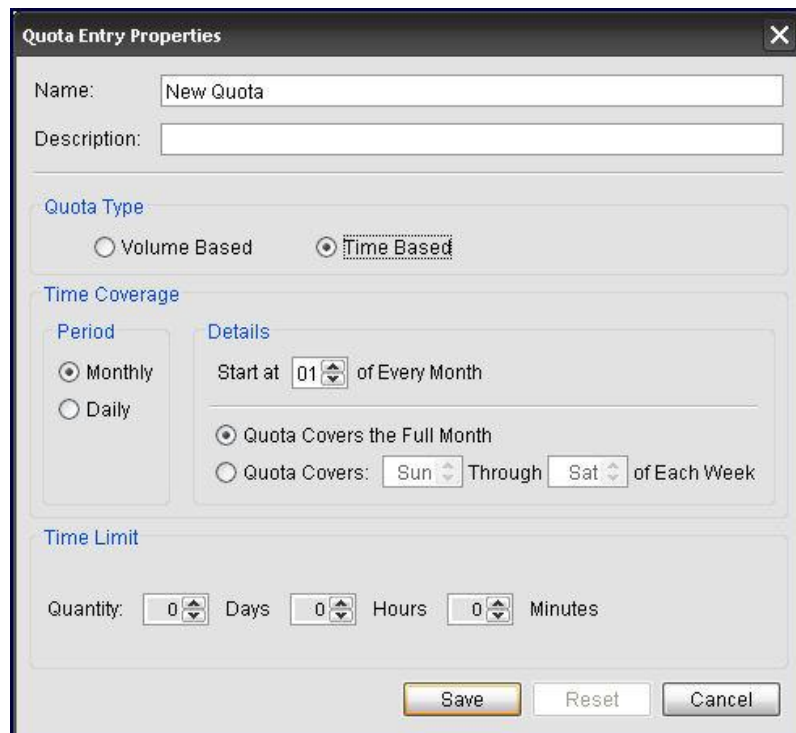 Quota Entry Properties
Name: New Quota
Description:
Quota Type
Volume Based Time Based
Time Coverage
Period Details
Monthly Start at 01 of Every Month
Daily
Quota Covers the Full Month
Quota Covers: Sun Through Sat of Each Week
Time Limit
Quantity: 0 Days 0 Hours 0 Minutes
Save Reset Cancel